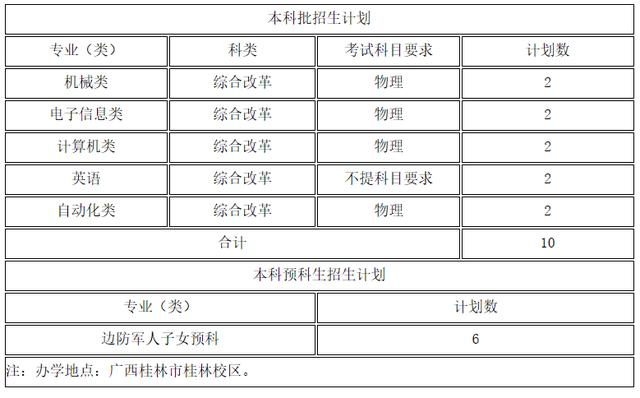 本科批招生计划
专业（类） 科类 考试科目要求 计划数
机械类 综合改革 物理 2
电子信息类 综合改革 物理 2
计算机类 综合改革 物理 2
英语 综合改革 不提科目要求 2
自动化类 综合改革 物理 2
合计 10
本科预科生招生计划
专业（类） 计划数
边防军人子女预科 6
注：办学地点：广西桂林市桂林校区。